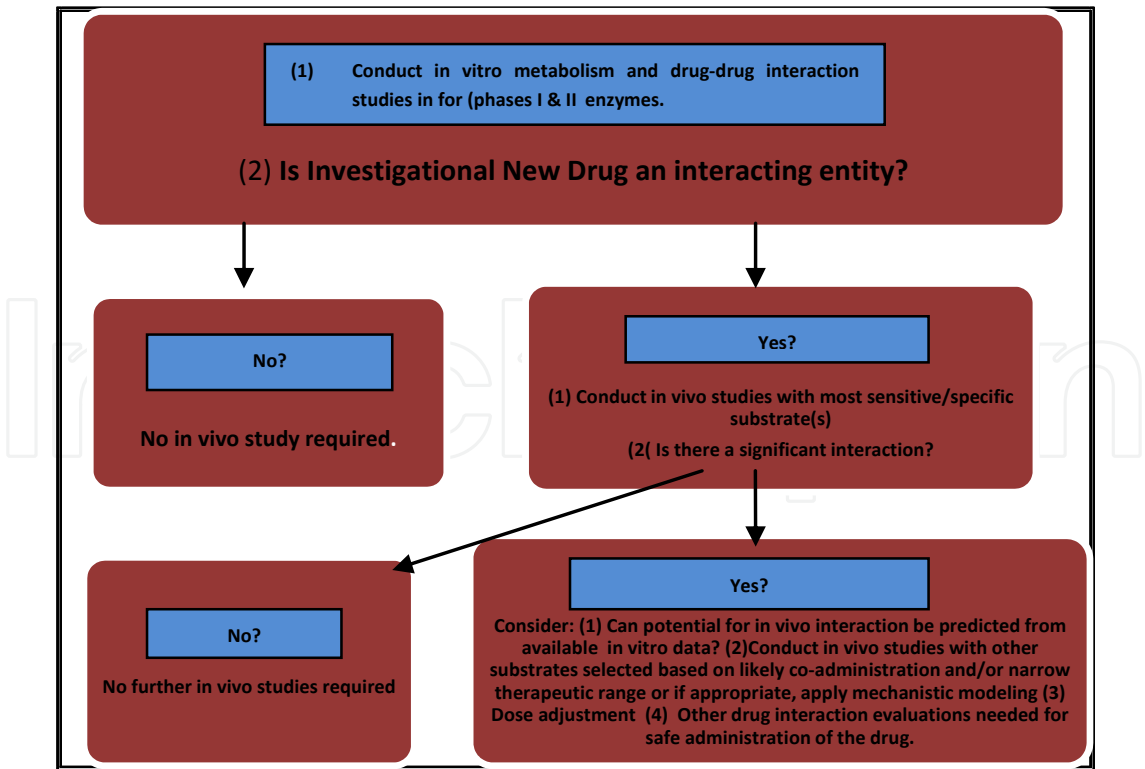 (1) Conduct in vitro metabolism and drug-drug interaction
studies in for (phases I & II enzymes.
(2) Is Investigational New Drug an interacting entity?
No?
No in vivo study required.
Yes?
(1) Conduct in vivo studies with most sensitive/specific
substrate(s)
(2( Is there a significant interaction?
No?
No further in vivo studies required
Yes?
Consider: (1) Can potential for in vivo interaction be predicted from
available in vitro data? (2)Conduct in vivo studies with other
substrates selected based on likely co-administration and/or narrow
therapeutic range or if appropriate, apply mechanistic modeling (3)
Dose adjustment (4) Other drug interaction evaluations needed for
safe administration of the drug.